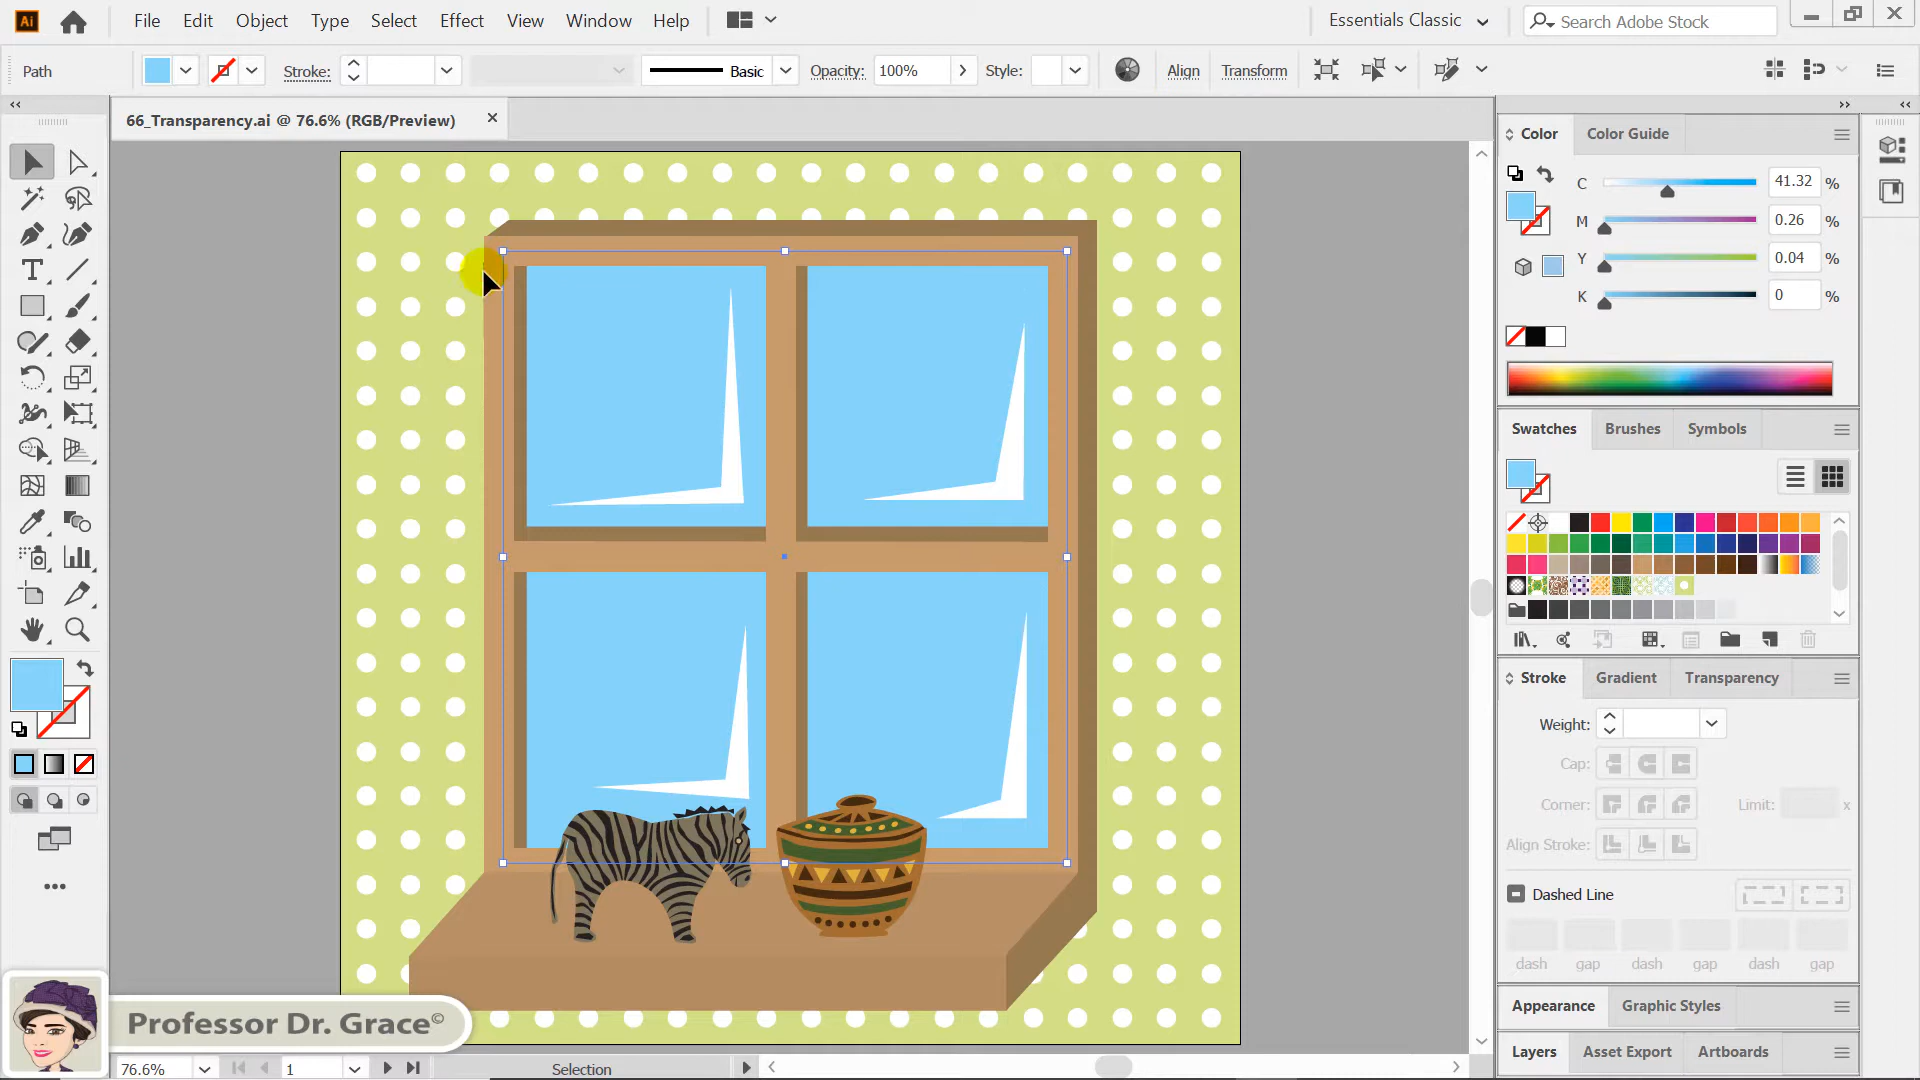 Ai File Edit Object Type Select Effect View Window Help Essentials Classic Search Adobe Stock
Path Stroke: Basic Opacity: 100% Style: Align Transform
66_Transparency.ai @ 76.6% (RGB/Preview)
Color Color Guide
C 41.32 %
M 0.26 %
Y 0.04 %
K 0 %
Swatches Brushes Symbols
Stroke Gradient Transparency
Weight:
Cap:
Corner: Limit: x
Align Stroke:
Dashed Line
dash gap dash gap dash gap
Appearance Graphic Styles
Layers Asset Export Artboards
Professor Dr. Grace©
76.6% 1 Selection